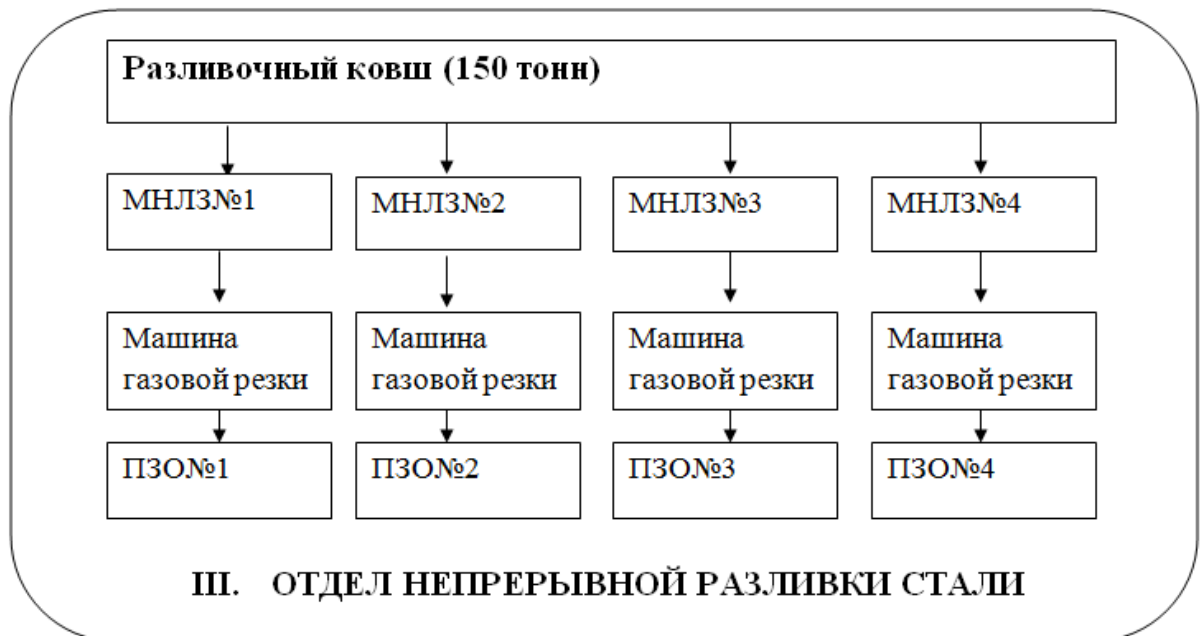 Разливочный ковш (150 тонн)
МНЛЗ№1
МНЛЗ№2
МНЛЗ№3
МНЛЗ№4
Машина
газовой резки
Машина
газовой резки
Машина
газовой резки
Машина
газовой резки
ПЗО№1
ПЗО№2
ПЗО№3
ПЗО№4
III. ОТДЕЛ НЕПРЕРЫВНОЙ РАЗЛИВКИ СТАЛИ